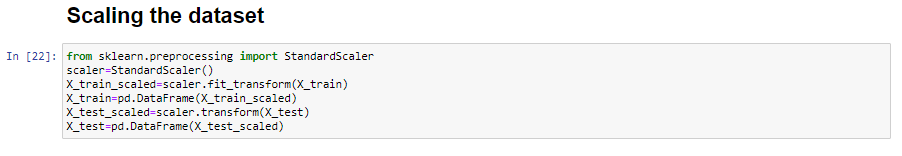 Scaling the dataset
In [22]: from sklearn.preprocessing import StandardScaler
scaler=StandardScaler()
X_train_scaled=scaler.fit_transform(X_train)
X_train=pd.DataFrame(X_train_scaled)
X_test_scaled=scaler.transform(X_test)
X_test=pd.DataFrame(X_test_scaled)